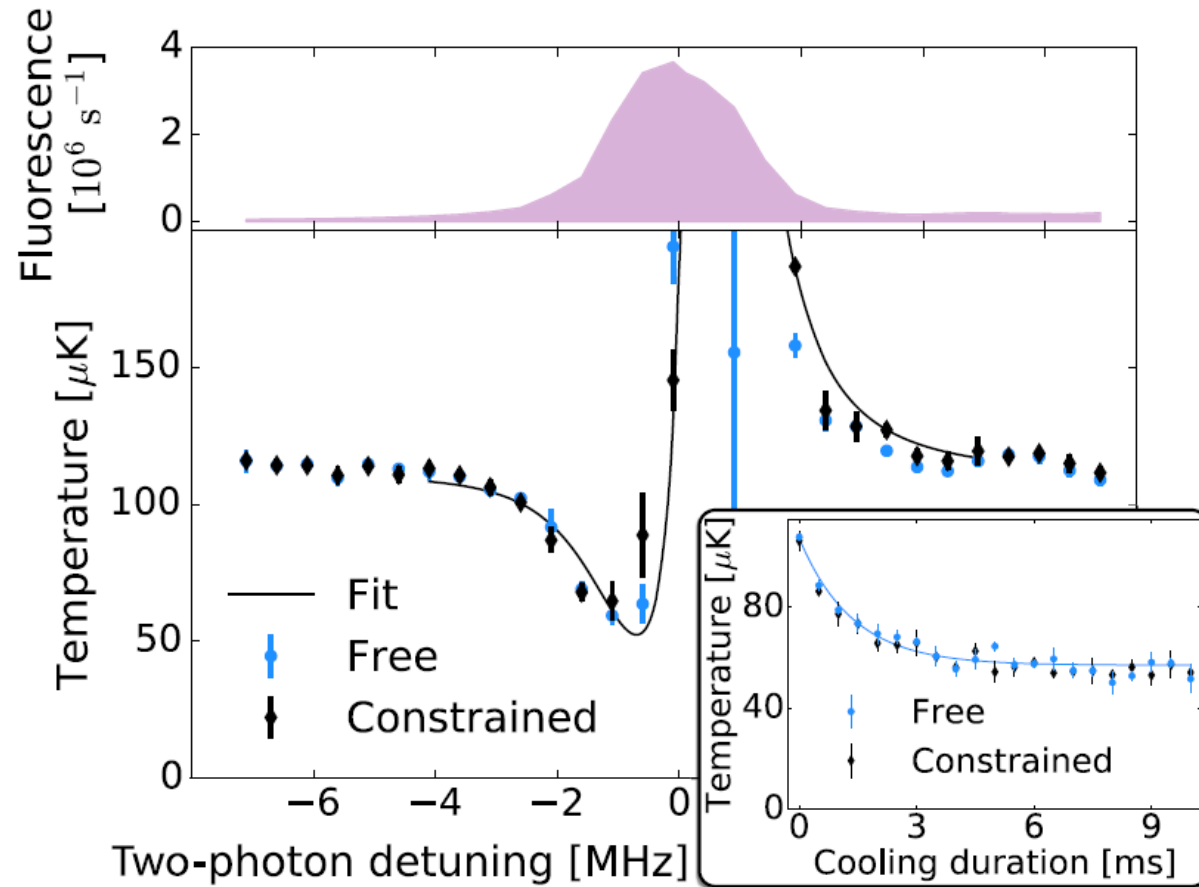 Fluorescence
[10⁶ s⁻¹]
4
2
0
Temperature [μK]
150
100
50
0
Fit
Free
Constrained
−6
−4
−2
0
Two-photon detuning [MHz]
Temperature [μK]
80
40
0
Free
Constrained
0
3
6
9
Cooling duration [ms]